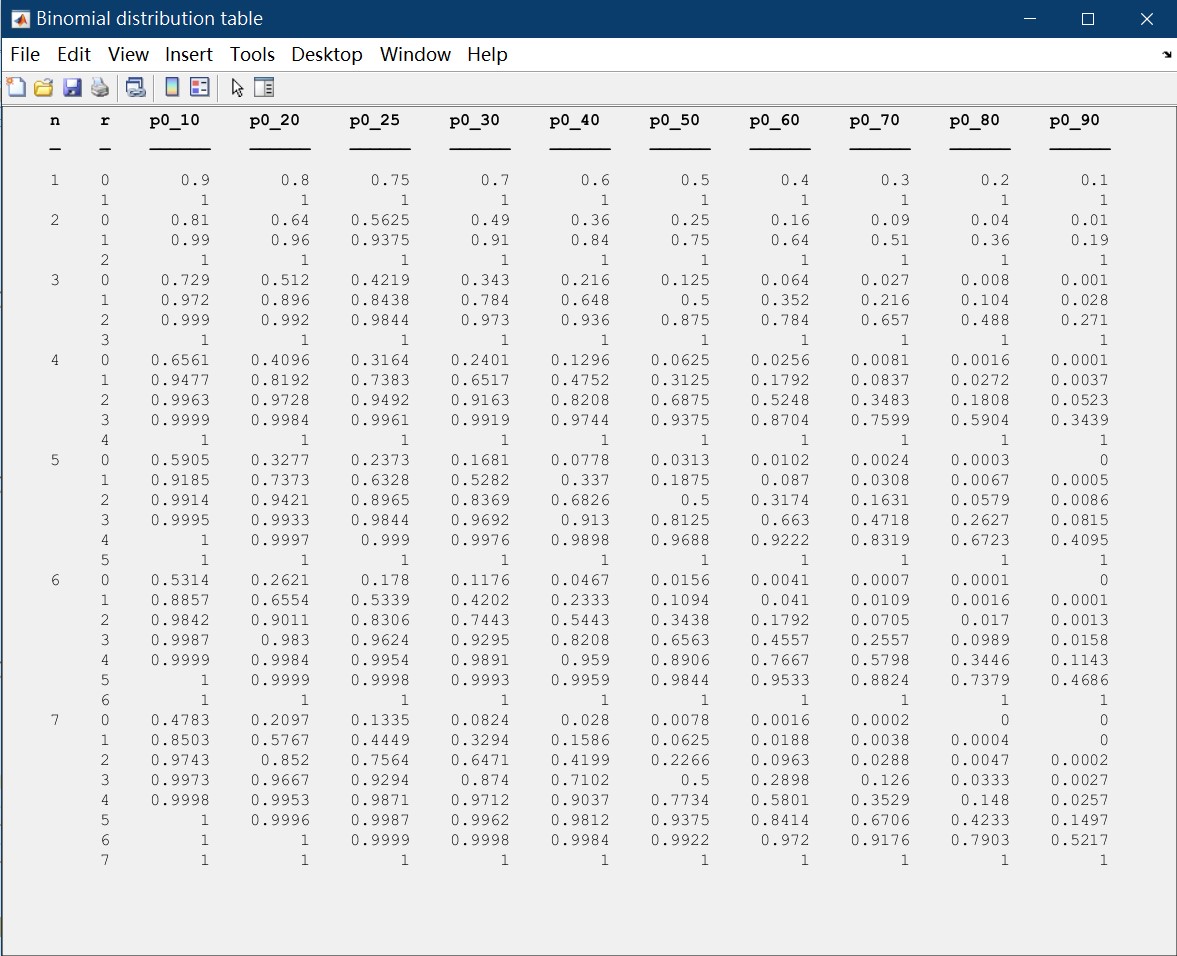 Binomial distribution table
File Edit View Insert Tools Desktop Window Help
n r p0_10 p0_20 p0_25 p0_30 p0_40 p0_50 p0_60 p0_70 p0_80 p0_90
1 0 0.9 0.8 0.75 0.7 0.6 0.5 0.4 0.3 0.2 0.1
1 1 1 1 1 1 1 1 1 1 1
2 0 0.81 0.64 0.5625 0.49 0.36 0.25 0.16 0.09 0.04 0.01
1 0.99 0.96 0.9375 0.91 0.84 0.75 0.64 0.51 0.36 0.19
2 1 1 1 1 1 1 1 1 1 1
3 0 0.729 0.512 0.4219 0.343 0.216 0.125 0.064 0.027 0.008 0.001
1 0.972 0.896 0.8438 0.784 0.648 0.5 0.352 0.216 0.104 0.028
2 0.999 0.992 0.9844 0.973 0.936 0.875 0.784 0.657 0.488 0.271
3 1 1 1 1 1 1 1 1 1 1
4 0 0.6561 0.4096 0.3164 0.2401 0.1296 0.0625 0.0256 0.0081 0.0016 0.0001
1 0.9477 0.8192 0.7383 0.6517 0.4752 0.3125 0.1792 0.0837 0.0272 0.0037
2 0.9963 0.9728 0.9492 0.9163 0.8208 0.6875 0.5248 0.3483 0.1808 0.0523
3 0.9999 0.9984 0.9961 0.9919 0.9744 0.9375 0.8704 0.7599 0.5904 0.3439
4 1 1 1 1 1 1 1 1 1 1
5 0 0.5905 0.3277 0.2373 0.1681 0.0778 0.0313 0.0102 0.0024 0.0003 0
1 0.9185 0.7373 0.6328 0.5282 0.337 0.1875 0.087 0.0308 0.0067 0.0005
2 0.9914 0.9421 0.8965 0.8369 0.6826 0.5 0.3174 0.1631 0.0579 0.0086
3 0.9995 0.9933 0.9844 0.9692 0.913 0.8125 0.663 0.4718 0.2627 0.0815
4 1 0.9997 0.999 0.9976 0.9898 0.9688 0.9222 0.8319 0.6723 0.4095
5 1 1 1 1 1 1 1 1 1 1
6 0 0.5314 0.2621 0.178 0.1176 0.0467 0.0156 0.0041 0.0007 0.0001 0
1 0.8857 0.6554 0.5339 0.4202 0.2333 0.1094 0.041 0.0109 0.0016 0.0001
2 0.9842 0.9011 0.8306 0.7443 0.5443 0.3438 0.1792 0.0705 0.017 0.0013
3 0.9987 0.983 0.9624 0.9295 0.8208 0.6563 0.4557 0.2557 0.0989 0.0158
4 0.9999 0.9984 0.9954 0.9891 0.959 0.8906 0.7667 0.5798 0.3446 0.1143
5 1 0.9999 0.9998 0.9993 0.9959 0.9844 0.9533 0.8824 0.7379 0.4686
6 1 1 1 1 1 1 1 1 1 1
7 0 0.4783 0.2097 0.1335 0.0824 0.028 0.0078 0.0016 0.0002 0 0
1 0.8503 0.5767 0.4449 0.3294 0.1586 0.0625 0.0188 0.0038 0.0004 0
2 0.9743 0.852 0.7564 0.6471 0.4199 0.2266 0.0963 0.0288 0.0047 0.0002
3 0.9973 0.9667 0.9294 0.874 0.7102 0.5 0.2898 0.126 0.0333 0.0027
4 0.9998 0.9953 0.9871 0.9712 0.9037 0.7734 0.5801 0.3529 0.148 0.0257
5 1 0.9996 0.9987 0.9962 0.9812 0.9375 0.8414 0.6706 0.4233 0.1497
6 1 1 0.9999 0.9998 0.9984 0.9922 0.972 0.9176 0.7903 0.5217
7 1 1 1 1 1 1 1 1 1 1